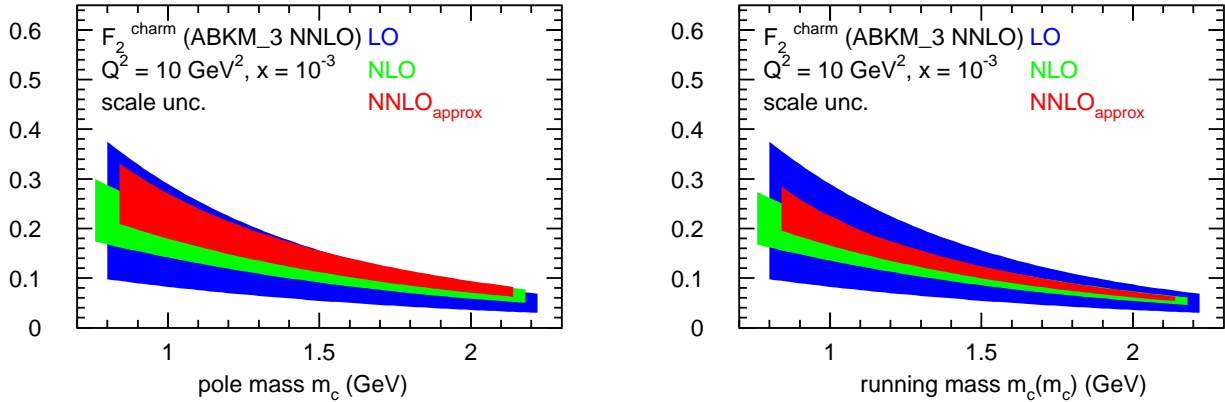 0.6
0.5
0.4
0.3
0.2
0.1
0
F₂ charm (ABKM_3 NNLO) LO
Q² = 10 GeV², x = 10⁻³ NLO
scale unc. NNLOapprox
1 1.5 2
pole mass m_c (GeV)
0.6
0.5
0.4
0.3
0.2
0.1
0
F₂ charm (ABKM_3 NNLO) LO
Q² = 10 GeV², x = 10⁻³ NLO
scale unc. NNLOapprox
1 1.5 2
running mass m_c(m_c) (GeV)